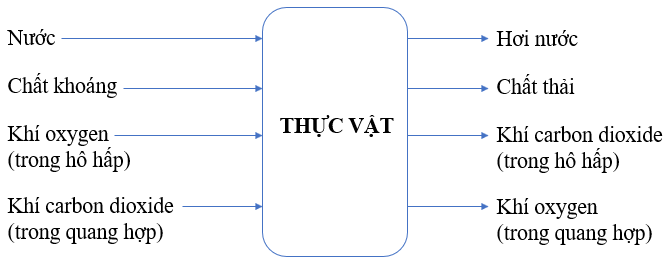 Nước
Chất khoáng
Khí oxygen
(trong hô hấp)
Khí carbon dioxide
(trong quang hợp)
THỰC VẬT
Hơi nước
Chất thải
Khí carbon dioxide
(trong hô hấp)
Khí oxygen
(trong quang hợp)